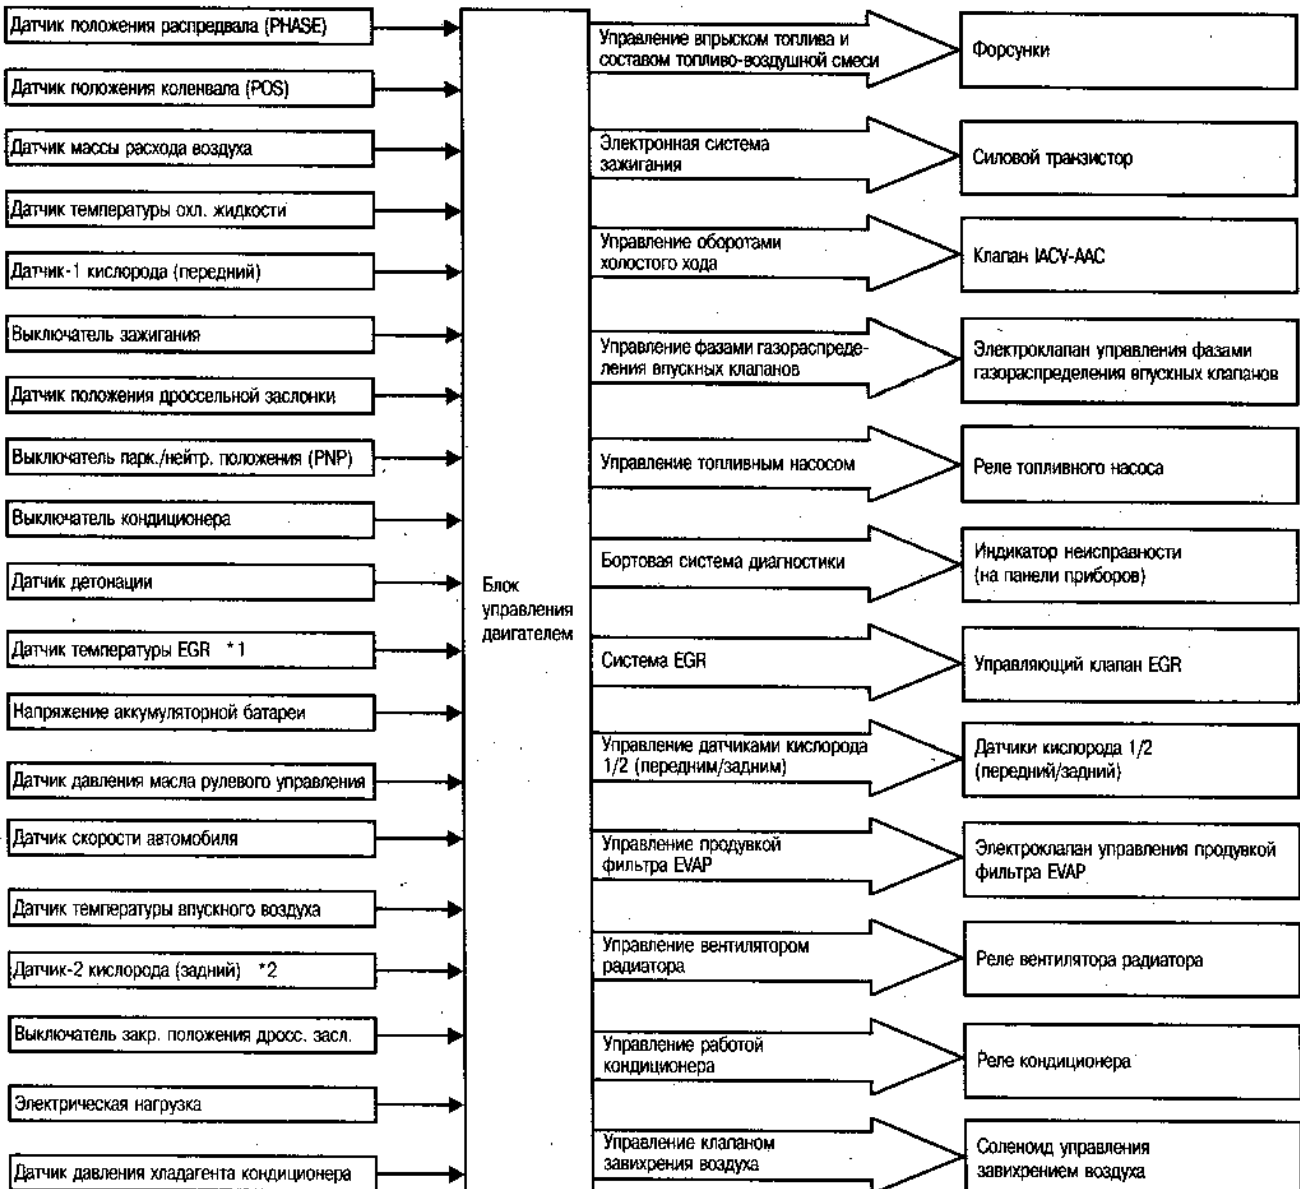 Датчик положения распредвала (PHASE)
Датчик положения коленвала (POS)
Датчик массы расхода воздуха
Датчик температуры охл. жидкости
Датчик-1 кислорода (передний)
Выключатель зажигания
Датчик положения дроссельной заслонки
Выключатель парк./нейтр. положения (PNP)
Выключатель кондиционера
Датчик детонации
Датчик температуры EGR *1
Напряжение аккумуляторной батареи
Датчик давления масла рулевого управления
Датчик скорости автомобиля
Датчик температуры впускного воздуха
Датчик-2 кислорода (задний) *2
Выключатель закр. положения дросс. засл.
Электрическая нагрузка
Датчик давления хладагента кондиционера
Блок
управления
двигателем
Управление впрыском топлива и
составом топливо-воздушной смеси
Форсунки
Электронная система
зажигания
Силовой транзистор
Управление оборотами
холостого хода
Клапан IACV-AAC
Управление фазами газораспреде-
ления впускных клапанов
Электроклапан управления фазами
газораспределения впускных клапанов
Управление топливным насосом
Реле топливного насоса
Бортовая система диагностики
Индикатор неисправности
(на панели приборов)
Система EGR
Управляющий клапан EGR
Управление датчиками кислорода
1/2 (передним/задним)
Датчики кислорода 1/2
(передний/задний)
Управление продувкой
фильтра EVAP
Электроклапан управления продувкой
фильтра EVAP
Управление вентилятором
радиатора
Реле вентилятора радиатора
Управление работой
кондиционера
Реле кондиционера
Управление клапаном
завихрения воздуха
Соленоид управления
завихрением воздуха